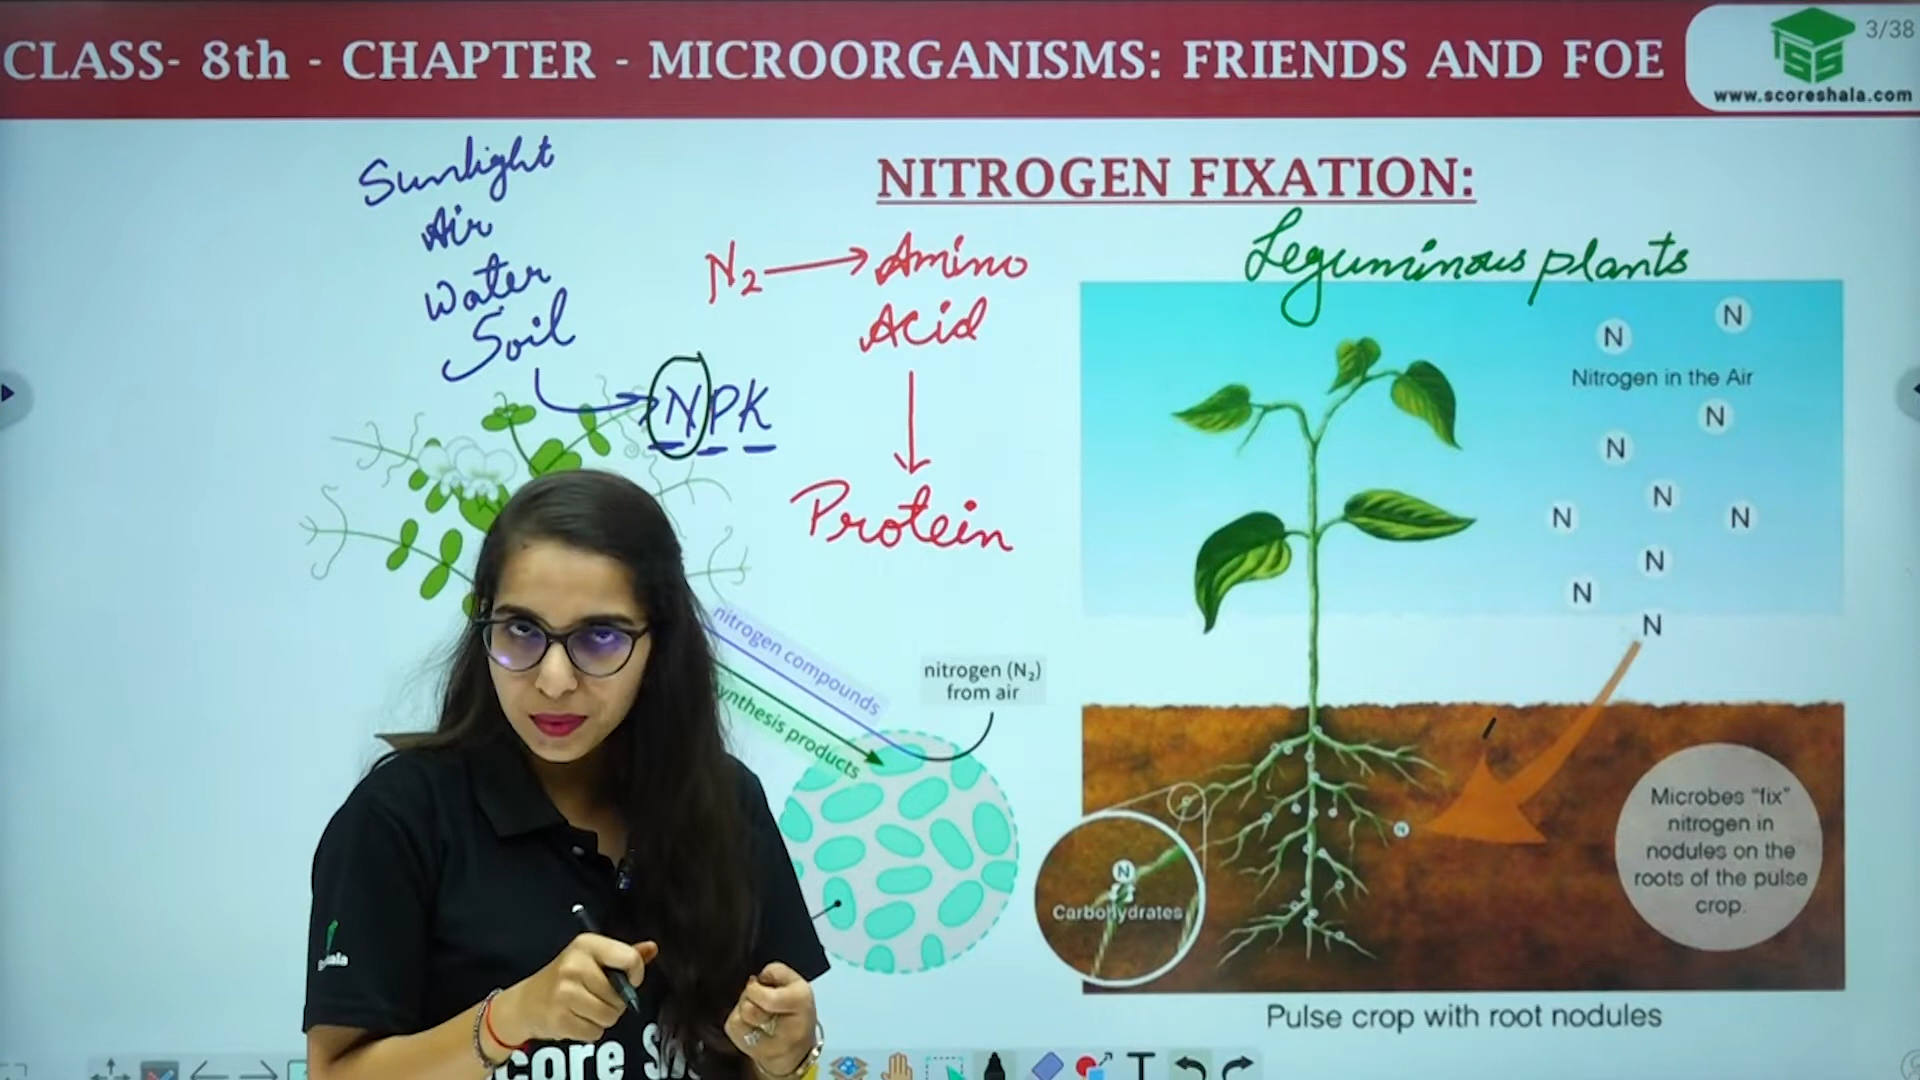 CLASS- 8th - CHAPTER - MICROORGANISMS: FRIENDS AND FOE
3/38
www.scoreshala.com
NITROGEN FIXATION:
Sunlight
Air
Water
Soil
NPK
N₂ → Amino
Acid
Protein
Leguminous plants
N
N
Nitrogen in the Air
N
N
N
N
N
N
N
N
nitrogen compounds
ynthesis products
nitrogen (N₂)
from air
N
Carbohydrates
Microbes "fix"
nitrogen in
nodules on the
roots of the pulse
crop.
Pulse crop with root nodules
core S
T